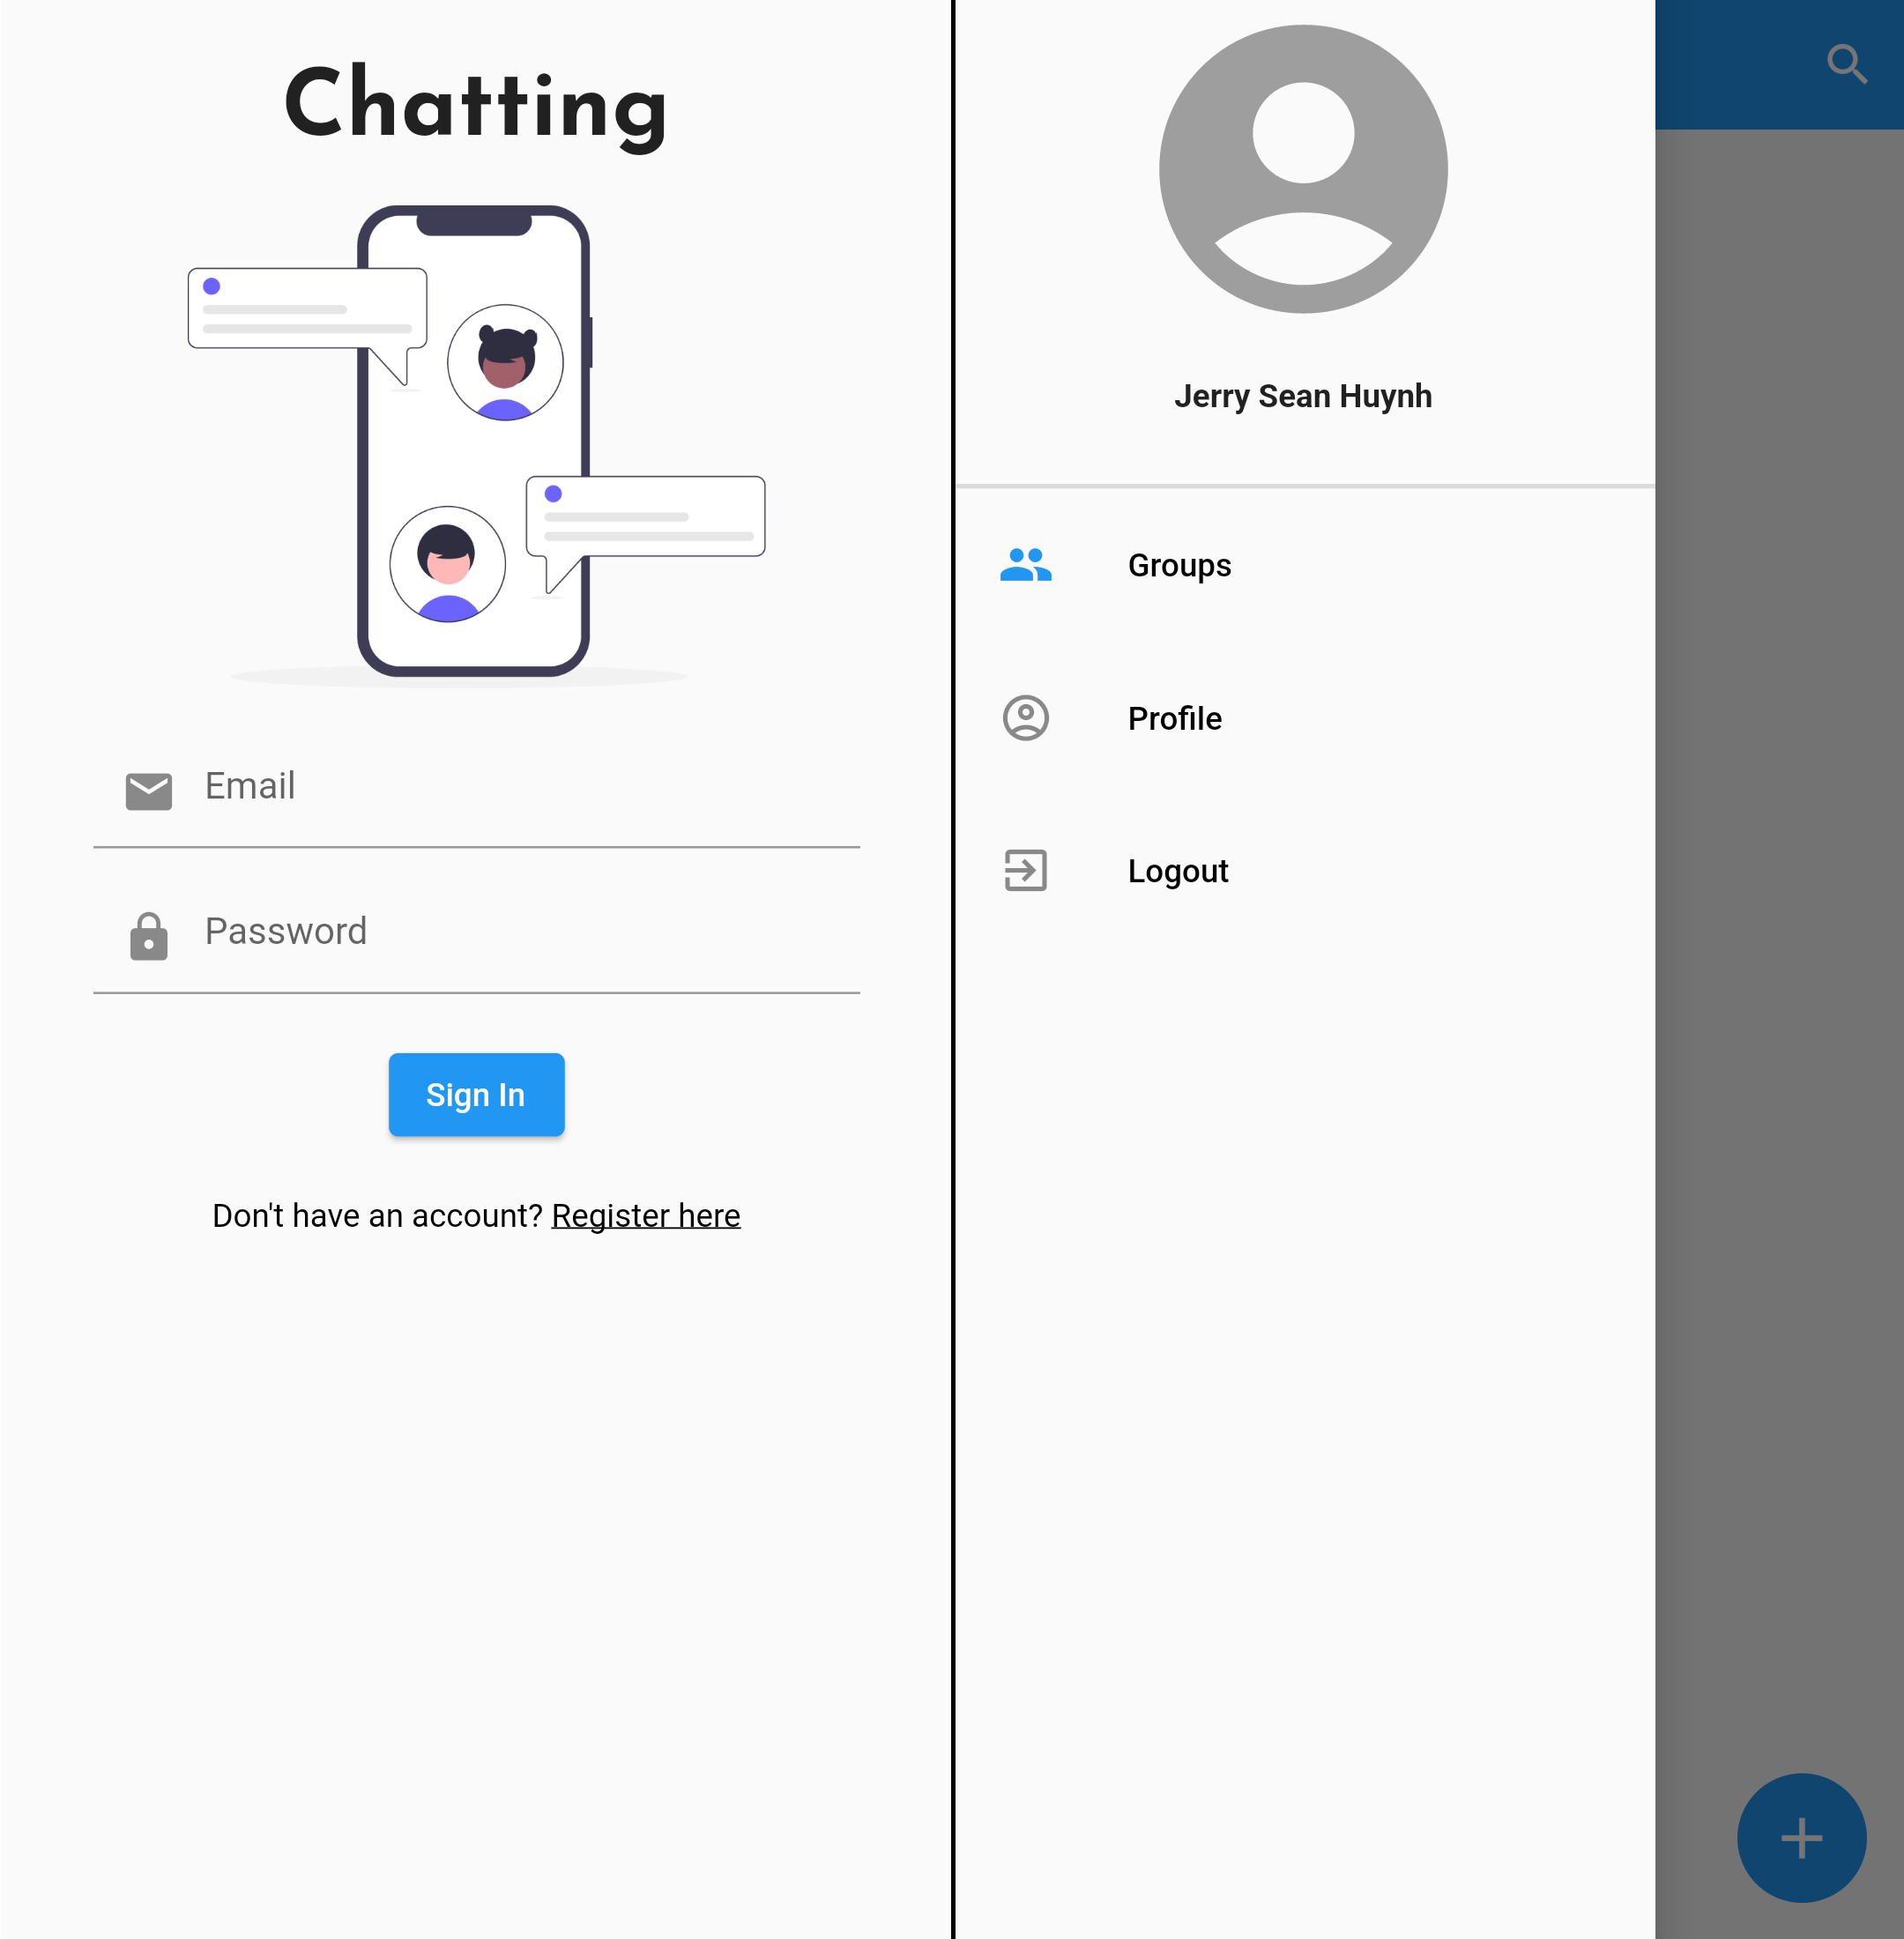 Chatting
Email
Password
Sign In
Don't have an account? Register here
Jerry Sean Huynh
Groups
Profile
Logout